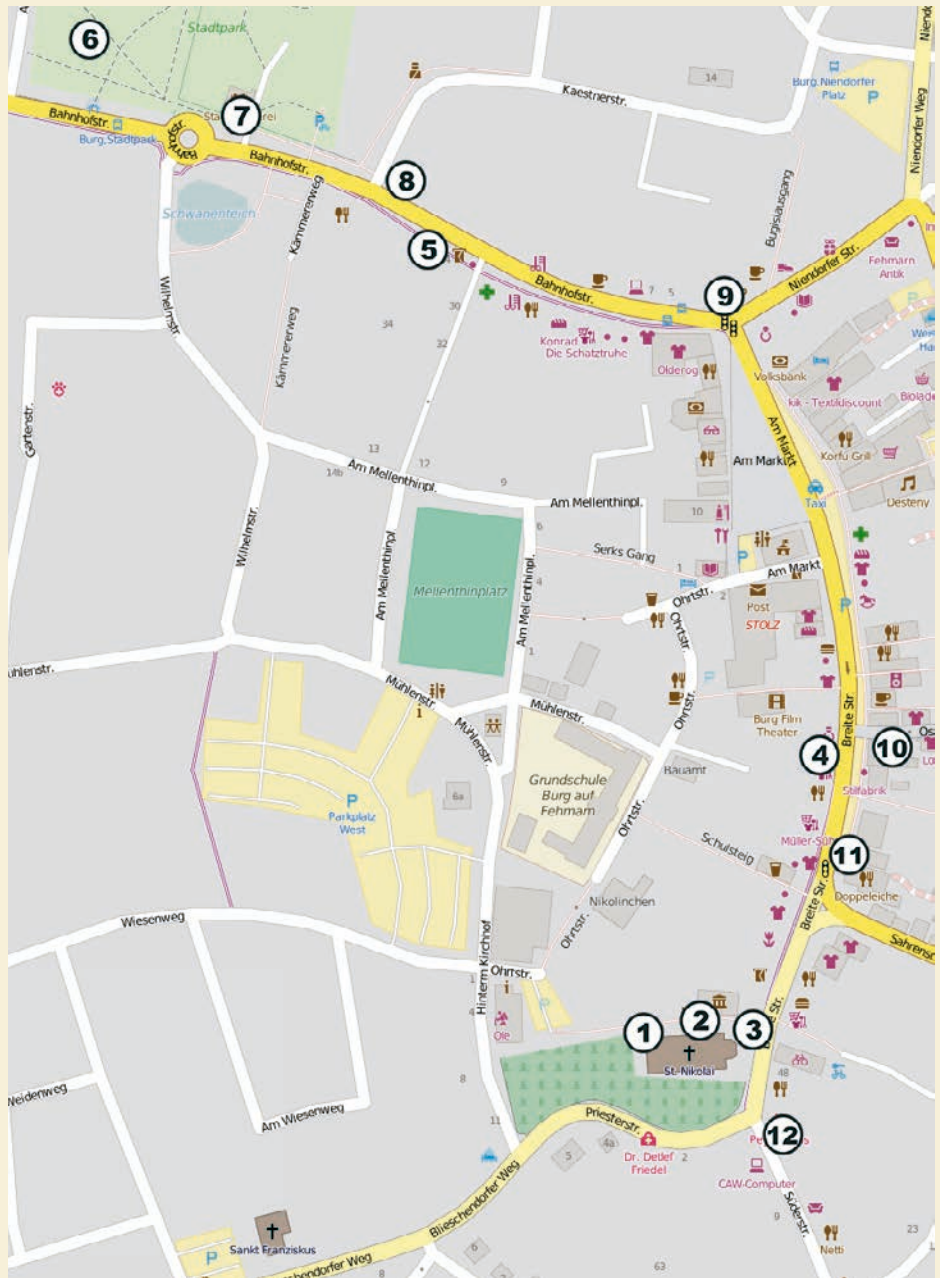 6
Stadtpark
7
Bahnhofstr.
Burg, Stadtpark
Bahnhofstr.
P
Bahnhofstr.
Schwanenteich
Kämmererweg
Kaestnerstr.
14
Burg Niendorfer
Platz
P
Niendorfer Weg
8
5
Bugisiausgang
Niendorfer Str.
Fehmarn
Antik
Bahnhofstr.
7
5
9
30
34
32
Konrad
Die Schatztruhe
Olderog
Volksbank
kik - Textildiscount
Wilhelmstr.
Kämmererweg
Gartenstr.
Am Markt
Am Markt
Korfu Grill
Taxi
Desteny
13
14b
12
Am Mellenthinpl.
9
Am Mellenthinpl.
6
10
Wilhelmstr.
Am Mellenthinpl
Mellenthinplatz
Am Mellenthinpl.
4
1
Serks Gang
1
2
P
Am Markt
Ohrtstr.
Post
STOLZ
P
Ohrtstr.
P
Mühlenstr.
i
Mühlenstr.
Mühlenstr.
Ohrtstr.
Burg Film
Theater
Breite Str.
4
10
Stilfabrik
P
Parkplatz
West
6a
Grundschule
Burg auf
Fehmarn
Bauamt
Ohrtstr.
Schulsteig
11
Doppeleiche
Breite Str.
Nikolinchen
Wiesenweg
Hinterm Kirchhof
Ohrtstr.
Ohrtstr.
i
P
1
4
Ole
1
2
3
St. Nikolai
48
Weidenweg
Am Wiesenweg
8
11
Priesterstr.
5
4a
2
Dr. Detlef
Friedel
12
CAW-Computer
Süderstr.
9
Netti
23
Blieschendorfer Weg
Sankt Franziskus
P
6
8
63